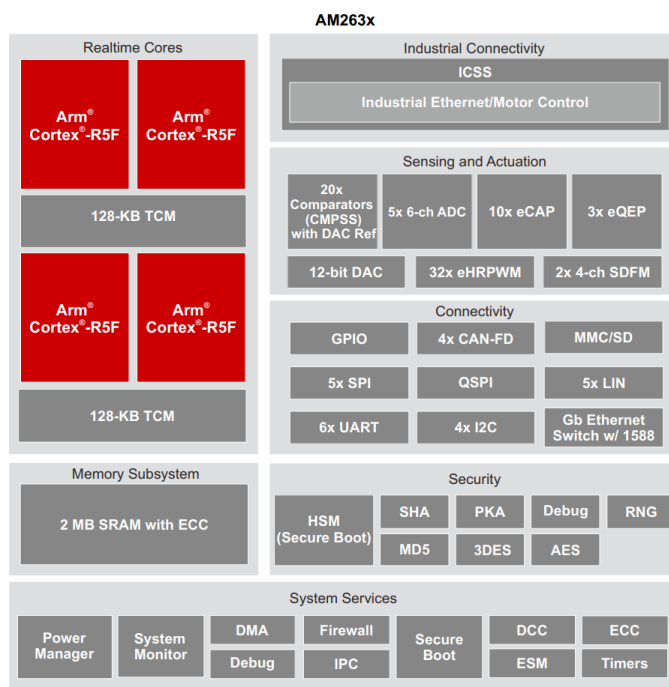 AM263x
Realtime Cores
Arm®
Cortex®-R5F
Arm®
Cortex®-R5F
128-KB TCM
Arm®
Cortex®-R5F
Arm®
Cortex®-R5F
128-KB TCM
Industrial Connectivity
ICSS
Industrial Ethernet/Motor Control
Sensing and Actuation
20x
Comparators
(CMPSS)
with DAC Ref
5x 6-ch ADC
10x eCAP
3x eQEP
12-bit DAC
32x eHRPWM
2x 4-ch SDFM
Connectivity
GPIO
4x CAN-FD
MMC/SD
5x SPI
QSPI
5x LIN
6x UART
4x I2C
Gb Ethernet
Switch w/ 1588
Memory Subsystem
2 MB SRAM with ECC
Security
HSM
(Secure Boot)
SHA
PKA
Debug
RNG
MD5
3DES
AES
System Services
Power
Manager
System
Monitor
DMA
Debug
Firewall
IPC
Secure
Boot
DCC
ESM
ECC
Timers